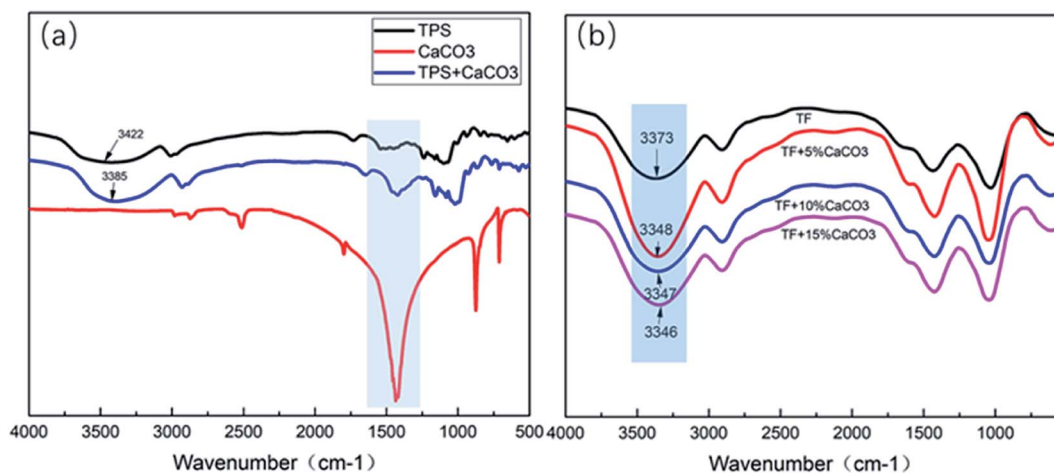 (a)
TPS
CaCO3
TPS+CaCO3
3422
3385
4000 3500 3000 2500 2000 1500 1000 500
Wavenumber（cm-1）
(b)
TF
3373
TF+5%CaCO3
TF+10%CaCO3
3348
TF+15%CaCO3
3347
3346
4000 3500 3000 2500 2000 1500 1000
Wavenumber（cm-1）